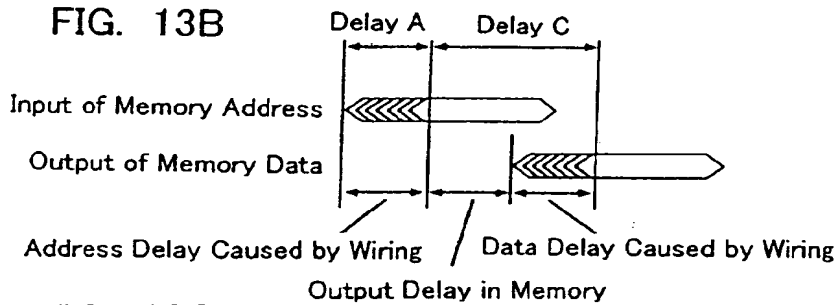 FIG. 13B
Delay A
Delay C
Input of Memory Address
Output of Memory Data
Address Delay Caused by Wiring
Data Delay Caused by Wiring
Output Delay in Memory